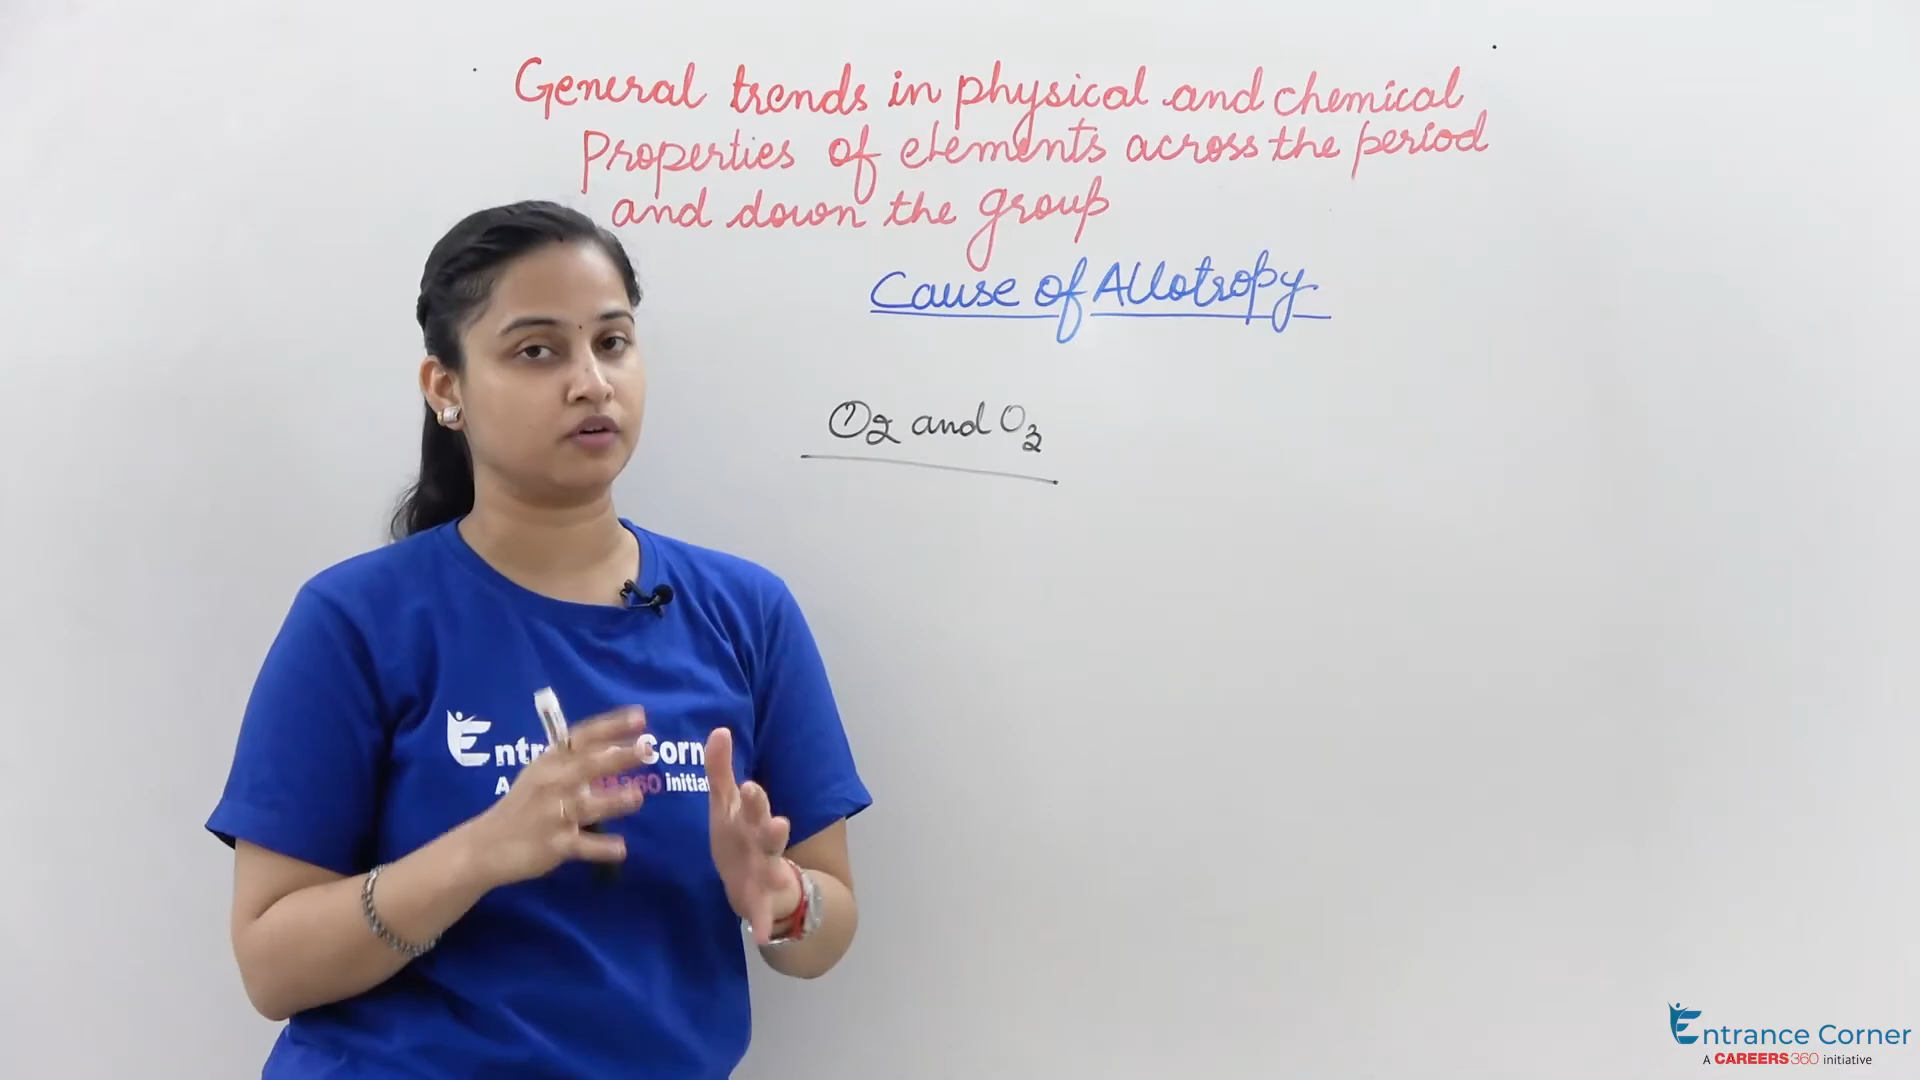 General trends in physical and chemical
Properties of elements across the period
and down the group
Cause of Allotropy
O2 and O3
Entrance Corner
A CAREERS360 initiative